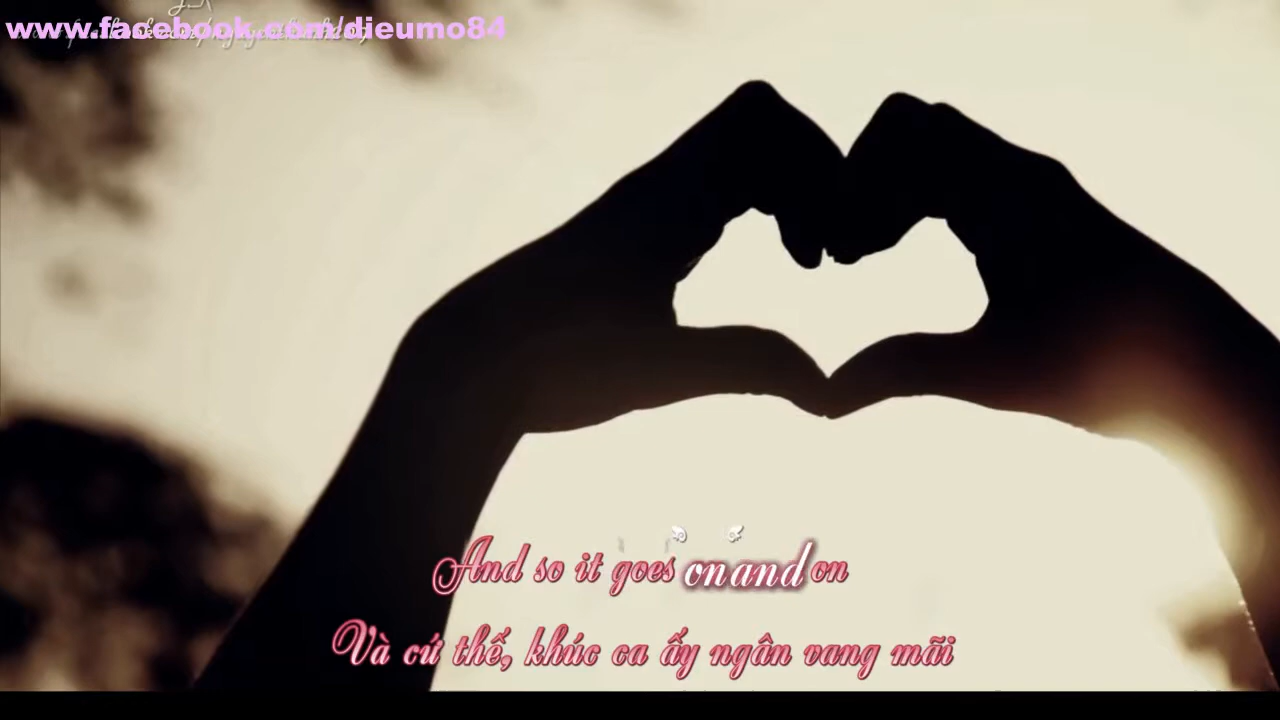 www.facebook.com/dieumo84
And so it goes on and on
Và cứ thế, khúc ca ấy ngân vang mãi